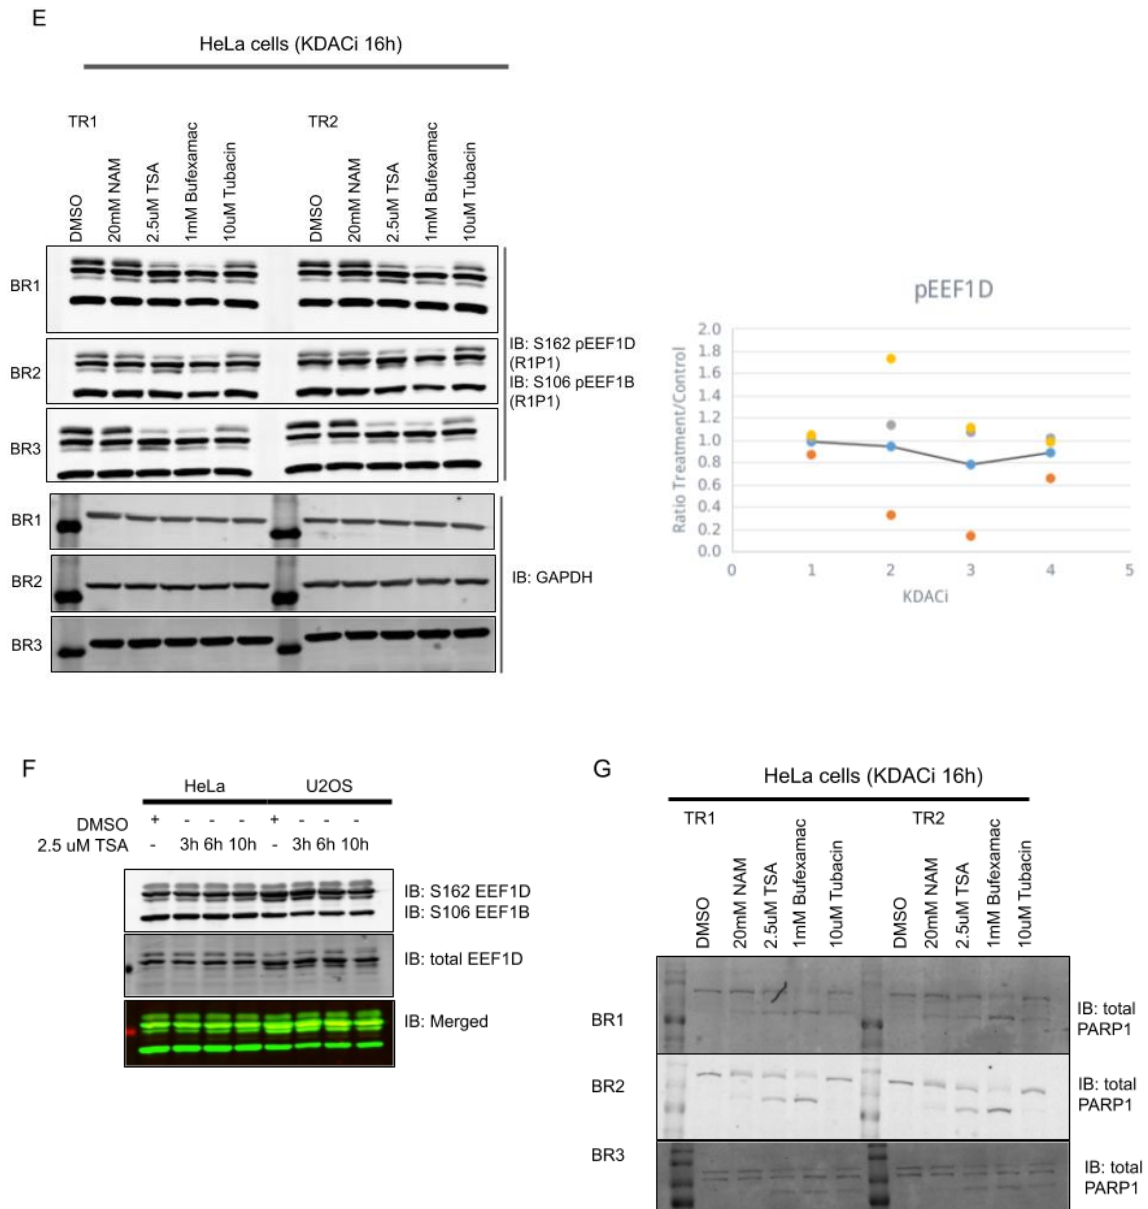 E
HeLa cells (KDACi 16h)
TR1
TR2
DMSO
20mM NAM
2.5uM TSA
1mM Bufexamac
10uM Tubacin
DMSO
20mM NAM
2.5uM TSA
1mM Bufexamac
10uM Tubacin
BR1
BR2
BR3
IB: S162 pEEF1D
(R1P1)
IB: S106 pEEF1B
(R1P1)
BR1
BR2
BR3
IB: GAPDH
pEEF1D
Ratio Treatment/Control
2.0
1.8
1.6
1.4
1.2
1.0
0.8
0.6
0.4
0.2
0.0
0 1 2 3 4 5
KDACi
F
HeLa U2OS
DMSO + - - - + - - -
2.5 uM TSA - 3h 6h 10h - 3h 6h 10h
IB: S162 EEF1D
IB: S106 EEF1B
IB: total EEF1D
IB: Merged
G
HeLa cells (KDACi 16h)
TR1
TR2
DMSO
20mM NAM
2.5uM TSA
1mM Bufexamac
10uM Tubacin
DMSO
20mM NAM
2.5uM TSA
1mM Bufexamac
10uM Tubacin
BR1
IB: total
PARP1
BR2
IB: total
PARP1
BR3
IB: total
PARP1